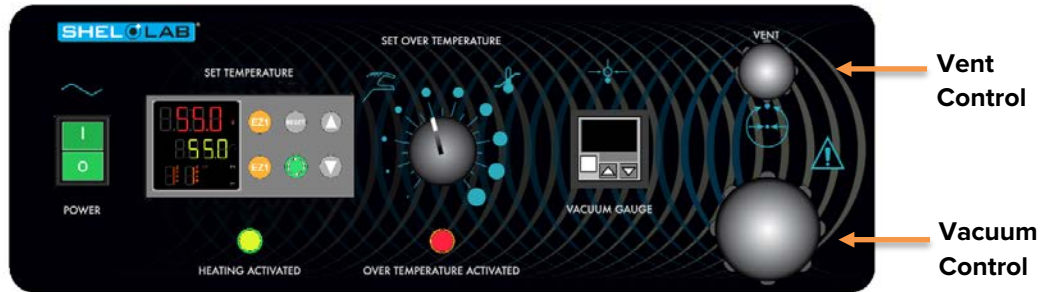 SHEL LAB
SET OVER TEMPERATURE
VENT
SET TEMPERATURE
55.0
EZ1
RESET
55.0
EZ1
I
O
POWER
VACUUM GAUGE
HEATING ACTIVATED
OVER TEMPERATURE ACTIVATED
Vent
Control
Vacuum
Control